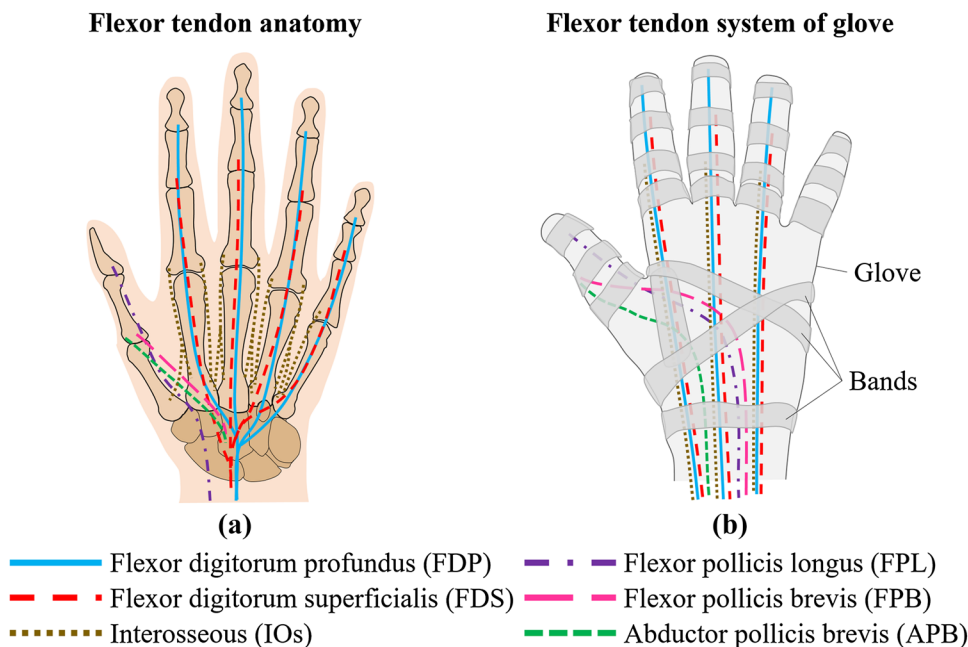 Flexor tendon anatomy
Flexor tendon system of glove
Glove
Bands
(a)
(b)
Flexor digitorum profundus (FDP)
Flexor digitorum superficialis (FDS)
Interosseous (IOs)
Flexor pollicis longus (FPL)
Flexor pollicis brevis (FPB)
Abductor pollicis brevis (APB)